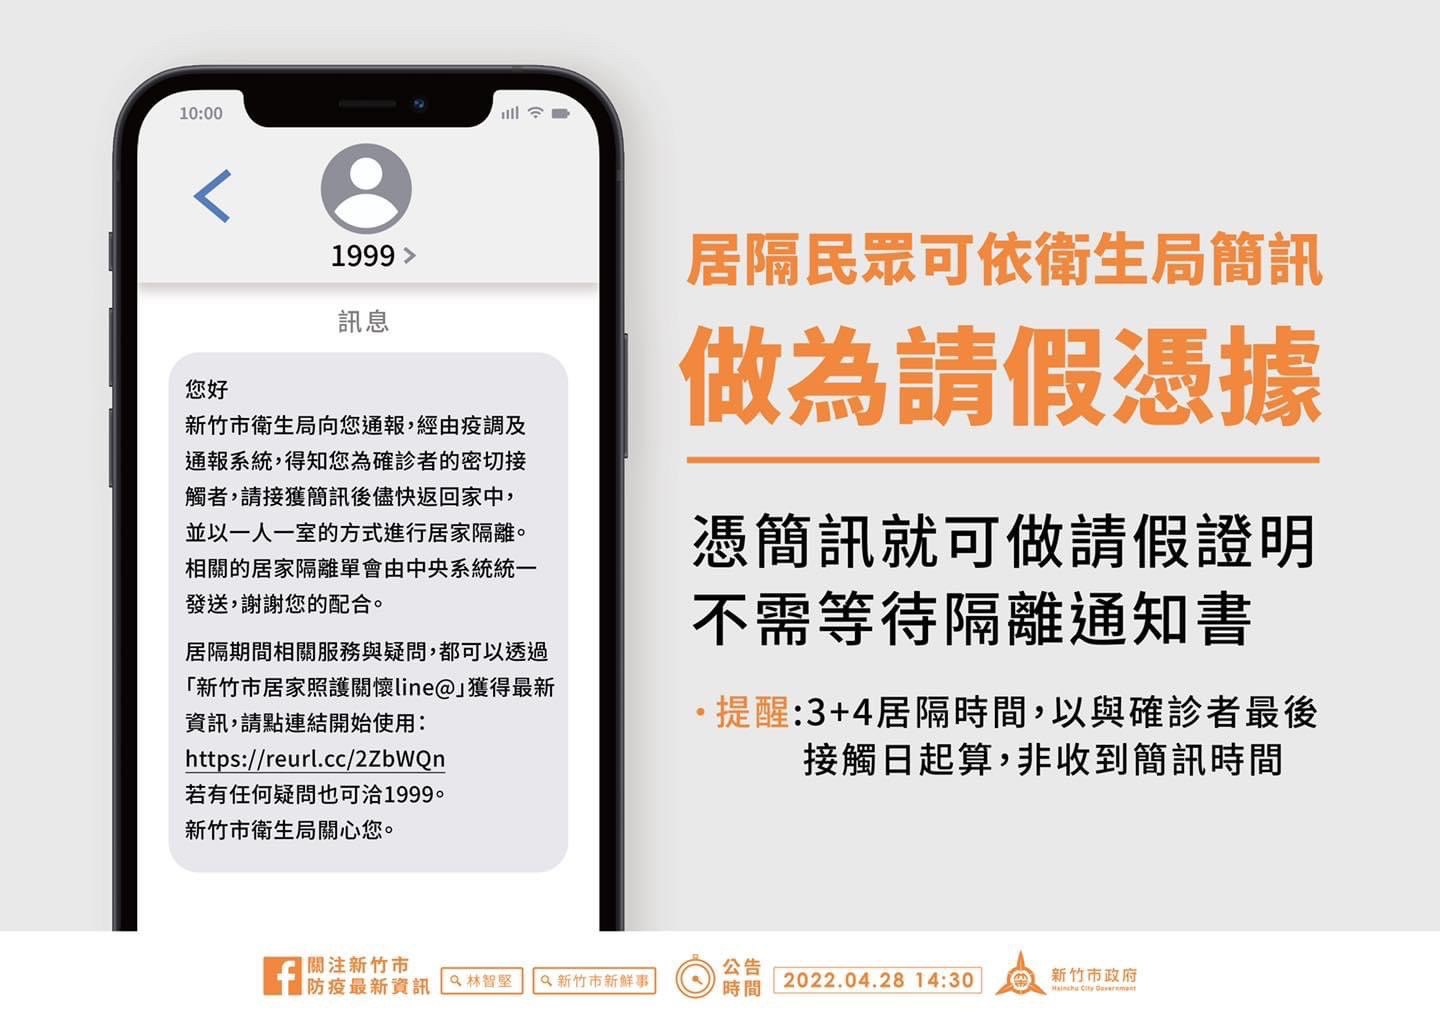 10:00
1999
訊息
您好
新竹市衛生局向您通報，經由疫調及
通報系統，得知您為確診者的密切接
觸者，請接獲簡訊後儘快返回家中，
並以一人一室的方式進行居家隔離。
相關的居家隔離單會由中央系統統一
發送，謝謝您的配合。
居隔期間相關服務與疑問，都可以透過
「新竹市居家照護關懷line@」獲得最新
資訊，請點連結開始使用：
https://reurl.cc/2ZbWQn
若有任何疑問也可洽1999。
新竹市衛生局關心您。
居隔民眾可依衛生局簡訊
做為請假憑據
憑簡訊就可做請假證明
不需等待隔離通知書
•提醒：3+4居隔時間，以與確診者最後
接觸日起算，非收到簡訊時間
關注新竹市
防疫最新資訊
林智堅
新竹市新鮮事
公告
時間
2022.04.28 14:30
新竹市政府
Hsinchu City Government